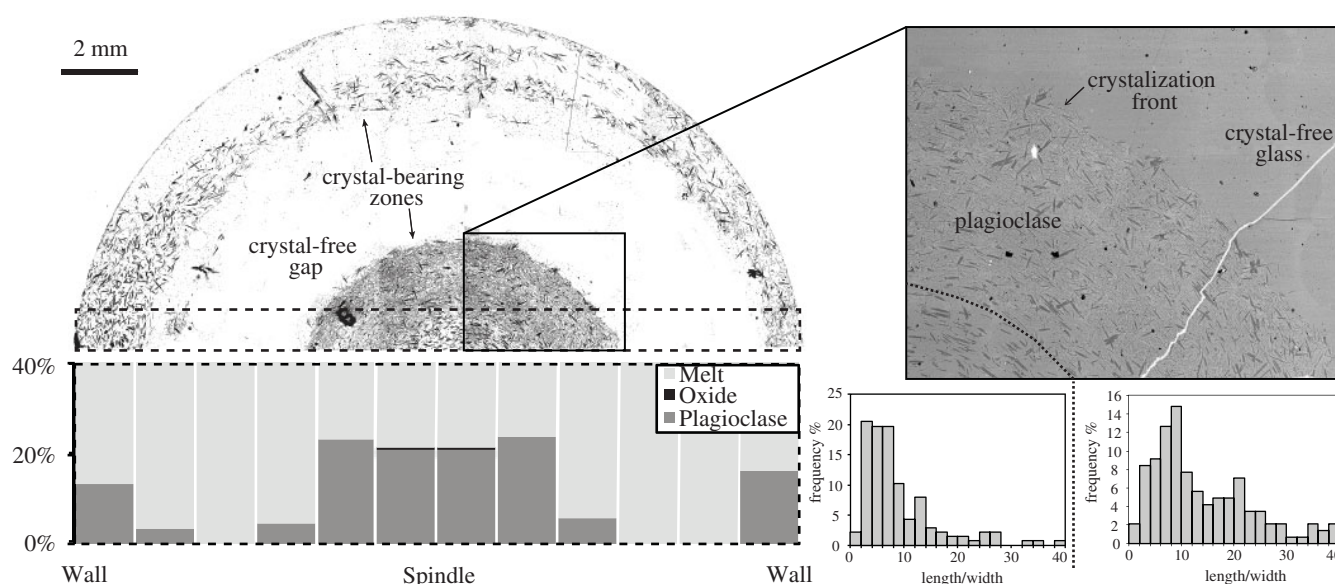 2 mm
crystal-bearing
zones
crystal-free
gap
crystalization
front
crystal-free
glass
plagioclase
40%
20%
0%
Melt
Oxide
Plagioclase
Wall
Spindle
Wall
frequency %
25
20
15
10
5
0
0
10
20
30
40
length/width
frequency %
16
14
12
10
8
6
4
2
0
0
10
20
30
40
length/width